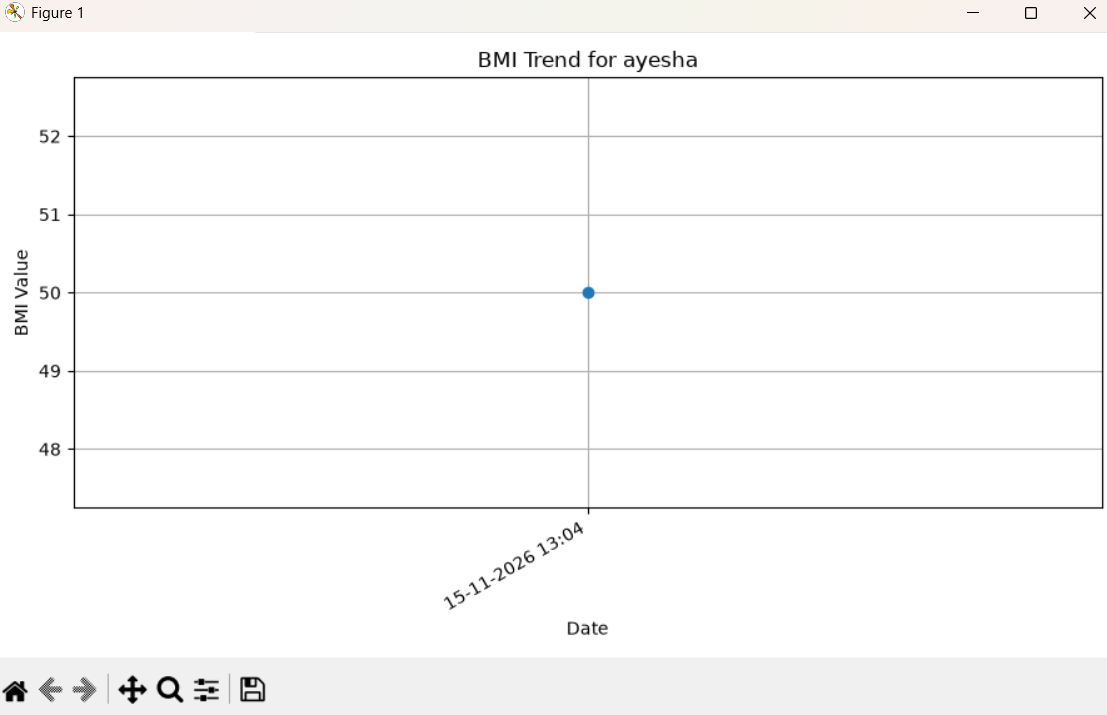 Figure 1
BMI Trend for ayesha
52
51
50
49
48
BMI Value
15-11-2026 13:04
Date